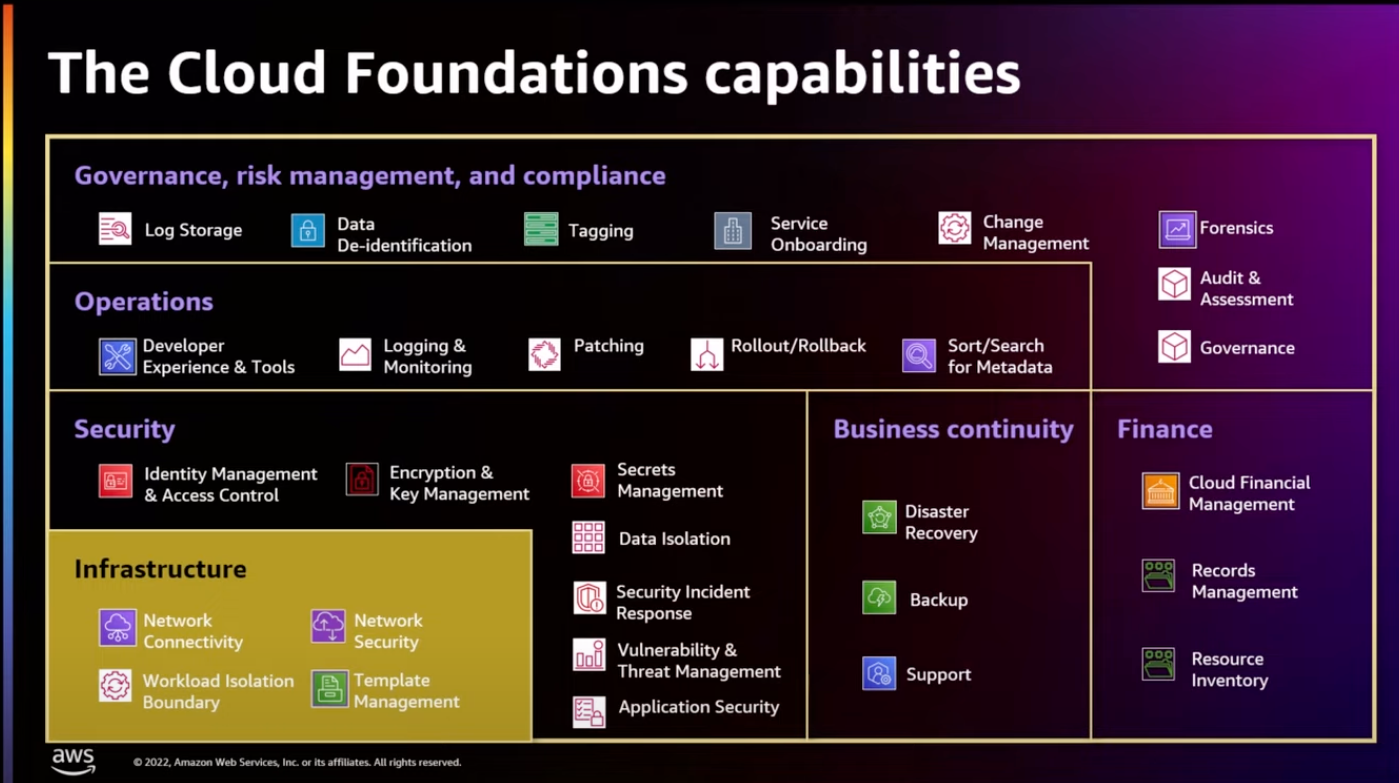 The Cloud Foundations capabilities
Governance, risk management, and compliance
Log Storage
Data
De-identification
Tagging
Service
Onboarding
Change
Management
Forensics
Audit &
Assessment
Governance
Operations
Developer
Experience & Tools
Logging &
Monitoring
Patching
Rollout/Rollback
Sort/Search
for Metadata
Security
Identity Management
& Access Control
Encryption &
Key Management
Secrets
Management
Data Isolation
Security Incident
Response
Vulnerability &
Threat Management
Application Security
Infrastructure
Network
Connectivity
Network
Security
Workload Isolation
Boundary
Template
Management
Business continuity
Disaster
Recovery
Backup
Support
Finance
Cloud Financial
Management
Records
Management
Resource
Inventory
aws
© 2022, Amazon Web Services, Inc. or its affiliates. All rights reserved.